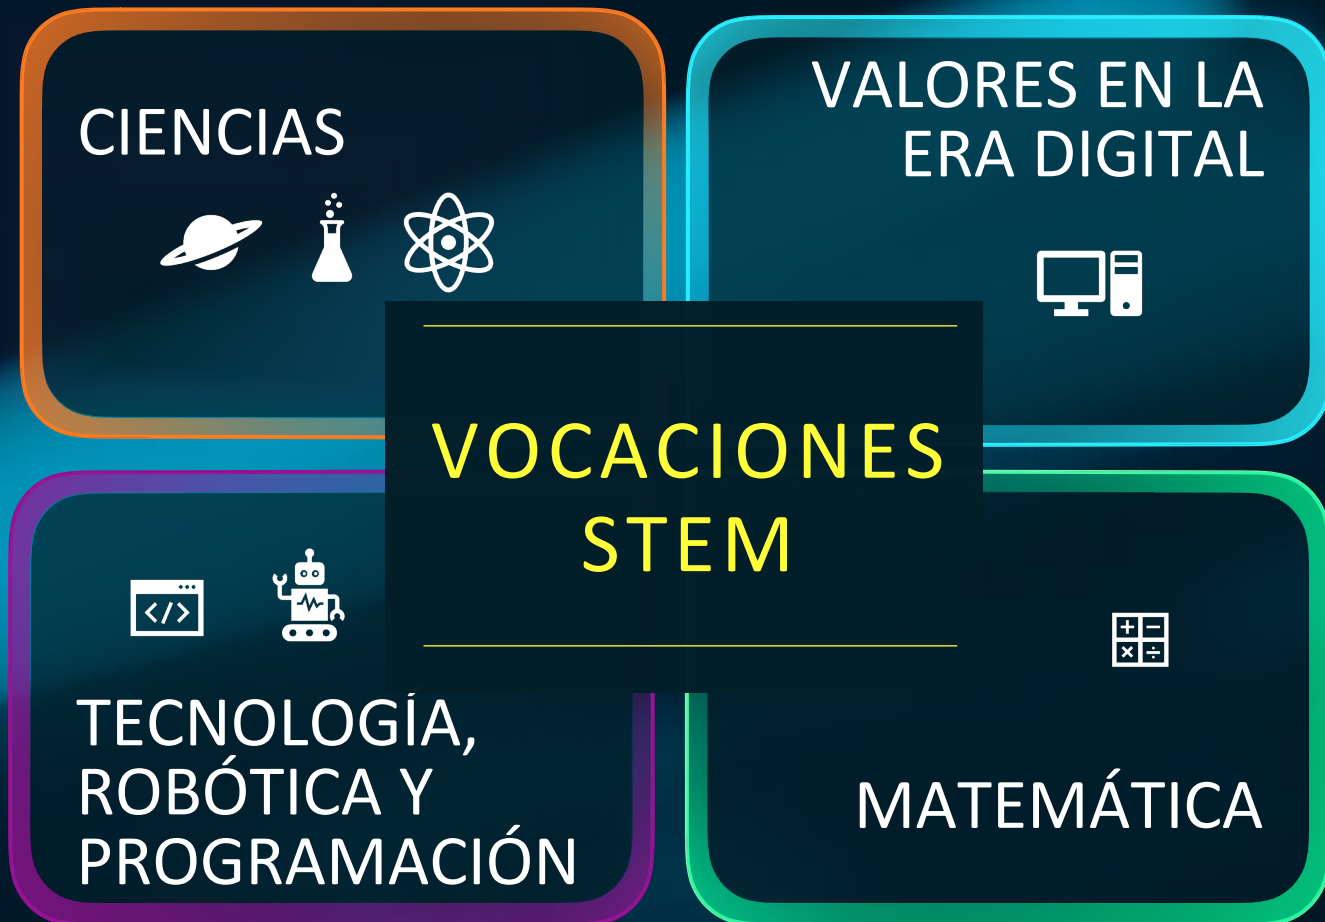 CIENCIAS
VALORES EN LA
ERA DIGITAL
VOCACIONES
STEM
</>
+ −
× ÷
TECNOLOGÍA,
ROBÓTICA Y
PROGRAMACIÓN
MATEMÁTICA